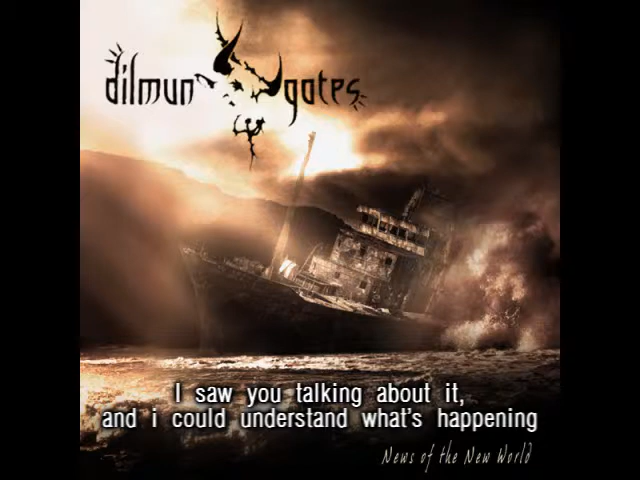 dilmun gates
I saw you talking about it,
and i could understand what's happening
News of the New World